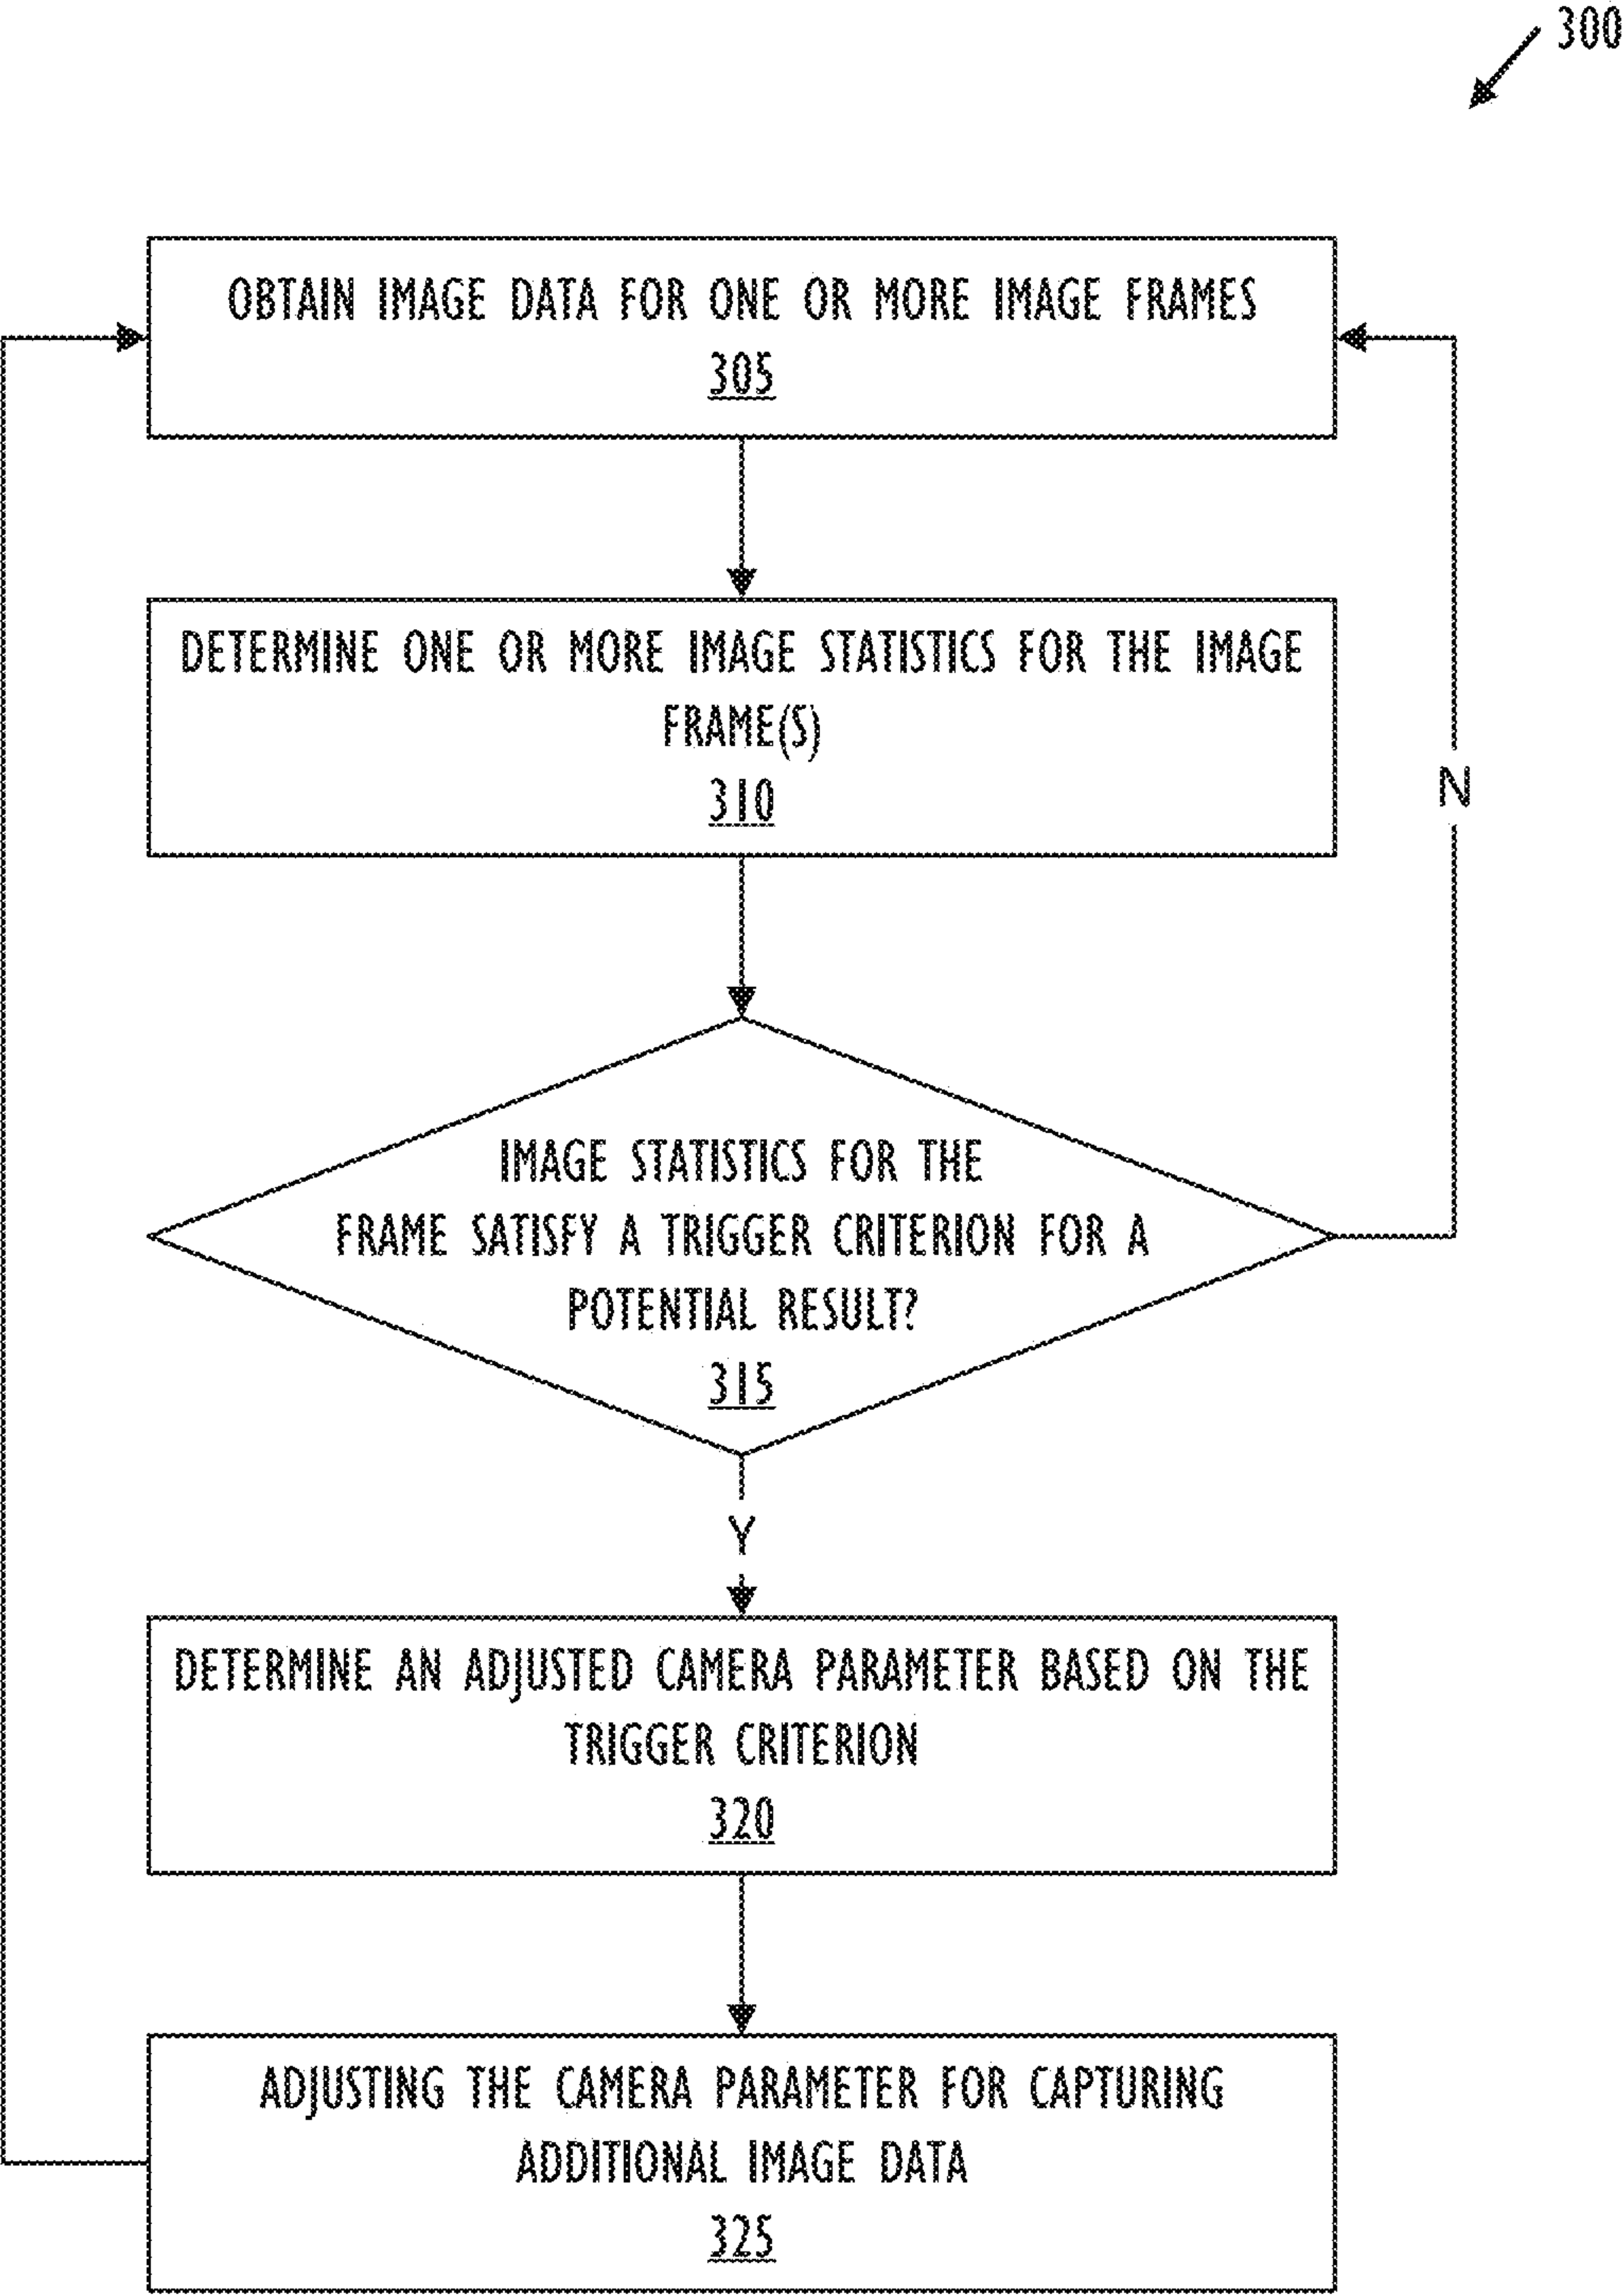 300
OBTAIN IMAGE DATA FOR ONE OR MORE IMAGE FRAMES
305
DETERMINE ONE OR MORE IMAGE STATISTICS FOR THE IMAGE
FRAME(S)
310
N
IMAGE STATISTICS FOR THE
FRAME SATISFY A TRIGGER CRITERION FOR A
POTENTIAL RESULT?
315
Y
DETERMINE AN ADJUSTED CAMERA PARAMETER BASED ON THE
TRIGGER CRITERION
320
ADJUSTING THE CAMERA PARAMETER FOR CAPTURING
ADDITIONAL IMAGE DATA
325